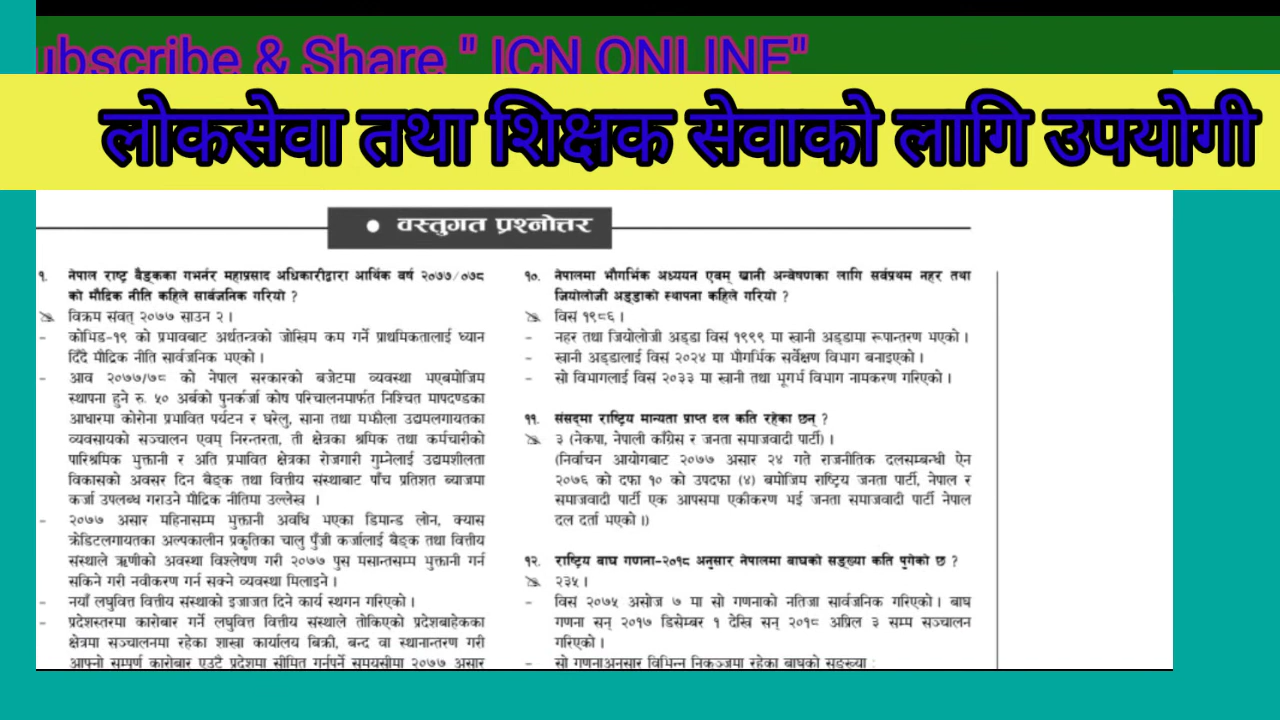 ubscribe & Share " ICN ONLINE"
लोकसेवा तथा शिक्षक सेवाको लागि उपयोगी
● वस्तुगत प्रश्नोत्तर
१. नेपाल राष्ट्र बैङ्कका गभर्नर महाप्रसाद अधिकारीद्वारा आर्थिक वर्ष २०७७/०७८
को मौद्रिक नीति कहिले सार्वजनिक गरियो ?
विक्रम संवत् २०७७ साउन २ ।
- कोभिड-१९ को प्रभावबाट अर्थतन्त्रको जोखिम कम गर्ने प्राथमिकतालाई ध्यान
दिँदै मौद्रिक नीति सार्वजनिक भएको ।
- आव २०७७/७८ को नेपाल सरकारको बजेटमा व्यवस्था भएबमोजिम
स्थापना हुने रु. ५० अर्बको पुनर्कर्जा कोष परिचालनमार्फत निश्चित मापदण्डका
आधारमा कोरोना प्रभावित पर्यटन र घरेलु, साना तथा मझौला उद्यमलगायतका
व्यवसायको सञ्चालन एवम् निरन्तरता, ती क्षेत्रका श्रमिक तथा कर्मचारीको
पारिश्रमिक भुक्तानी र अति प्रभावित क्षेत्रका रोजगारी गुम्नेलाई उद्यमशीलता
विकासको अवसर दिन बैङ्क तथा वित्तीय संस्थाबाट पाँच प्रतिशत ब्याजमा
कर्जा उपलब्ध गराउने मौद्रिक नीतिमा उल्लेख ।
- २०७७ असार महिनासम्म भुक्तानी अवधि भएका डिमान्ड लोन, क्यास
क्रेडिटलगायतका अल्पकालीन प्रकृतिका चालु पुँजी कर्जालाई बैङ्क तथा वित्तीय
संस्थाले ऋणीको अवस्था विश्लेषण गरी २०७७ पुस मसान्तसम्म भुक्तानी गर्न
सकिने गरी नवीकरण गर्न सक्ने व्यवस्था मिलाइने ।
- नयाँ लघुवित्त वित्तीय संस्थाको इजाजत दिने कार्य स्थगन गरिएको ।
- प्रदेशस्तरमा कारोबार गर्ने लघुवित्त वित्तीय संस्थाले तोकिएको प्रदेशबाहेकका
क्षेत्रमा सञ्चालनमा रहेका शाखा कार्यालय बिक्री, बन्द वा स्थानान्तरण गरी
आफ्नो सम्पूर्ण कारोबार एउटै प्रदेशमा सीमित गर्नुपर्ने समयसीमा २०७७ असार
१०. नेपालमा भौगर्भिक अध्ययन एवम् खानी अन्वेषणका लागि सर्वप्रथम नहर तथा
जियोलोजी अड्डाको स्थापना कहिले गरियो ?
विसं १९८६ ।
- नहर तथा जियोलोजी अड्डा विसं १९९९ मा खानी अड्डामा रूपान्तरण भएको ।
- खानी अड्डालाई विसं २०२४ मा भौगर्भिक सर्वेक्षण विभाग बनाइएको ।
- सो विभागलाई विसं २०३३ मा खानी तथा भूगर्भ विभाग नामकरण गरिएको ।
११. संसद्मा राष्ट्रिय मान्यता प्राप्त दल कति रहेका छन् ?
३ (नेकपा, नेपाली काँग्रेस र जनता समाजवादी पार्टी) ।
(निर्वाचन आयोगबाट २०७७ असार २४ गते राजनीतिक दलसम्बन्धी ऐन
२०७६ को दफा १० को उपदफा (४) बमोजिम राष्ट्रिय जनता पार्टी, नेपाल र
समाजवादी पार्टी एक आपसमा एकीकरण भई जनता समाजवादी पार्टी नेपाल
दल दर्ता भएको ।)
१२. राष्ट्रिय बाघ गणना-२०१८ अनुसार नेपालमा बाघको सङ्ख्या कति पुगेको छ ?
२३५ ।
- विसं २०७५ असोज ७ मा सो गणनाको नतिजा सार्वजनिक गरिएको । बाघ
गणना सन् २०१७ डिसेम्बर १ देखि सन् २०१८ अप्रिल ३ सम्म सञ्चालन
गरिएको ।
- सो गणनाअनुसार विभिन्न निकुञ्जमा रहेका बाघको सङ्ख्या :